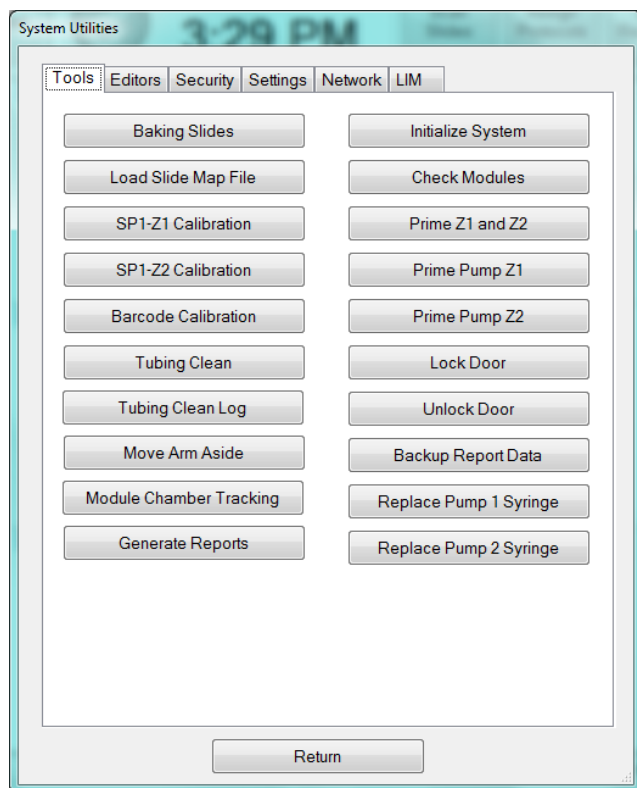 System Utilities
3:29 PM
Tools Editors Security Settings Network LIM
Baking Slides
Initialize System
Load Slide Map File
Check Modules
SP1-Z1 Calibration
Prime Z1 and Z2
SP1-Z2 Calibration
Prime Pump Z1
Barcode Calibration
Prime Pump Z2
Tubing Clean
Lock Door
Tubing Clean Log
Unlock Door
Move Arm Aside
Backup Report Data
Module Chamber Tracking
Replace Pump 1 Syringe
Generate Reports
Replace Pump 2 Syringe
Return